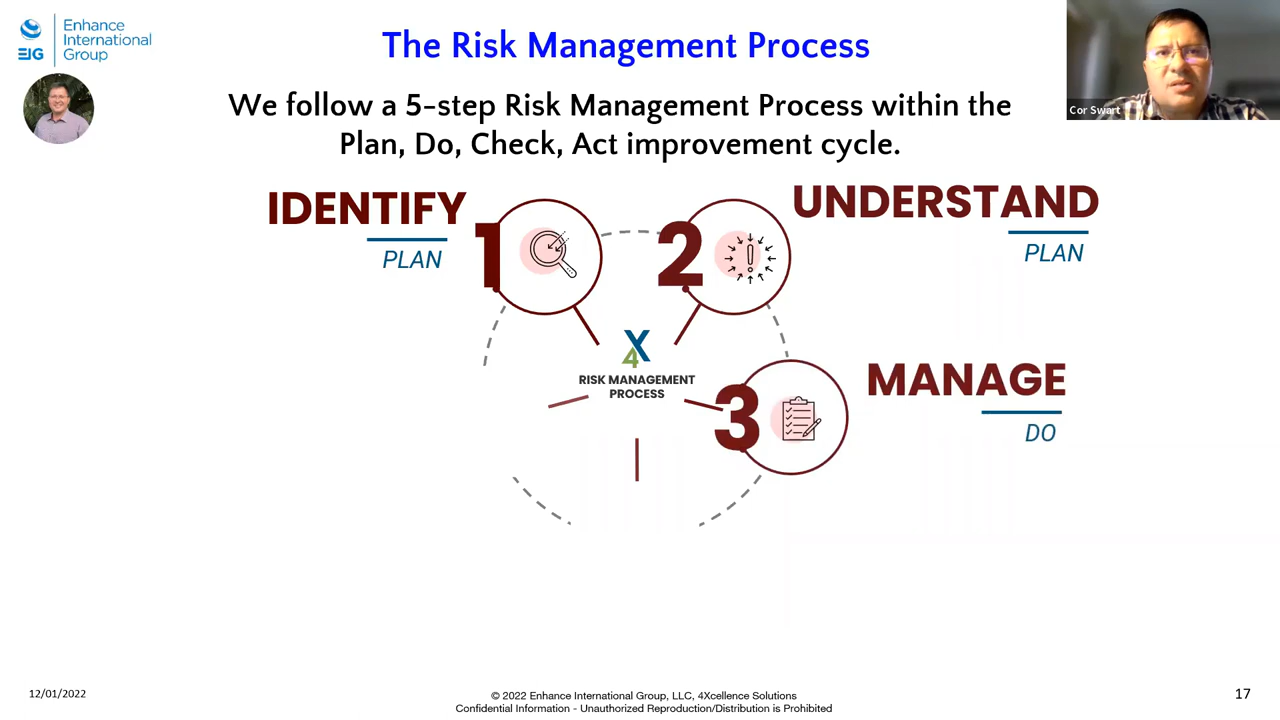 Enhance
International
Group
EIG
The Risk Management Process
Cor Swart
We follow a 5-step Risk Management Process within the
Plan, Do, Check, Act improvement cycle.
IDENTIFY
PLAN
1
2
UNDERSTAND
PLAN
4X
RISK MANAGEMENT
PROCESS
3
MANAGE
DO
12/01/2022
© 2022 Enhance International Group, LLC, 4Xcellence Solutions
Confidential Information - Unauthorized Reproduction/Distribution is Prohibited
17